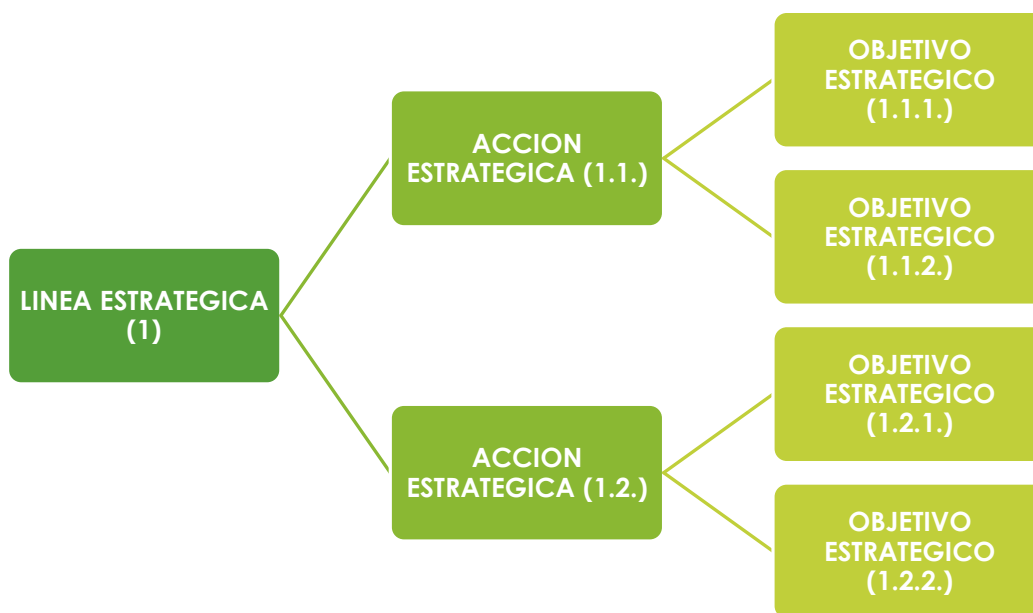 LINEA ESTRATEGICA
(1)
ACCION
ESTRATEGICA (1.1.)
OBJETIVO
ESTRATEGICO
(1.1.1.)
OBJETIVO
ESTRATEGICO
(1.1.2.)
ACCION
ESTRATEGICA (1.2.)
OBJETIVO
ESTRATEGICO
(1.2.1.)
OBJETIVO
ESTRATEGICO
(1.2.2.)